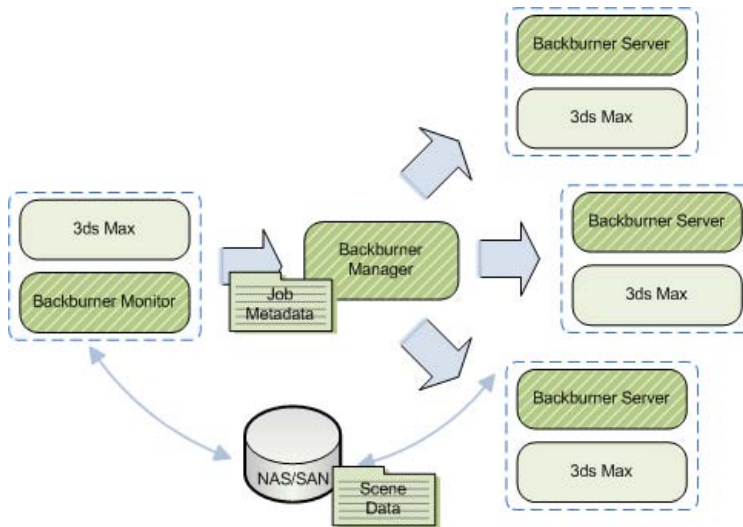 Backburner Server
3ds Max
3ds Max
Backburner Monitor
Backburner
Manager
Job
Metadata
Backburner Server
3ds Max
Backburner Server
3ds Max
NAS/SAN
Scene
Data